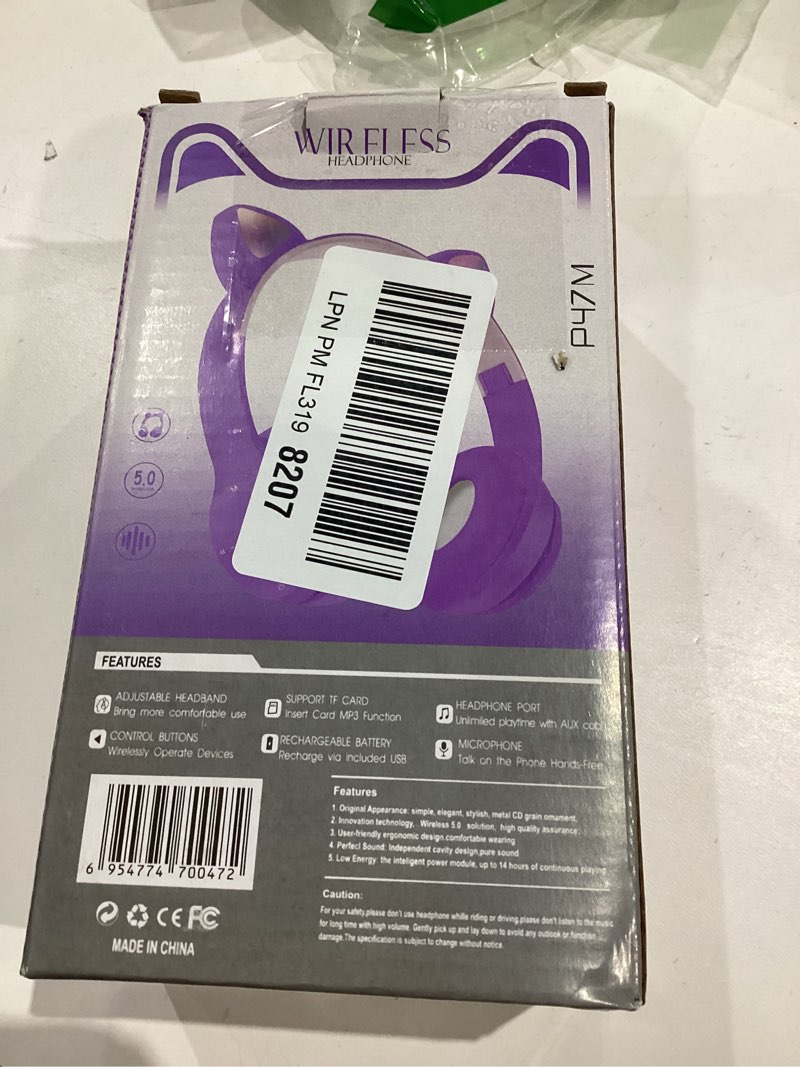 WIRELESS
HEADPHONE
P47M
LPN PM FL319 8207
5.0
FEATURES
ADJUSTABLE HEADBAND
Bring more comfortable use
SUPPORT TF CARD
Insert Card MP3 Function
HEADPHONE PORT
Unlimiled playtime with AUX cab
CONTROL BUTTONS
Wirelessly Operate Devices
RECHARGEABLE BATTERY
Recharge via included USB
MICROPHONE
Talk on the Phone Hands-Free
Features
1. Original Appearance: simple, elegant, stylish, metal CD grain ornament,
2. Innovation technology, Wireless 5.0 solution, high quality assurance.
3. User-friendly ergonomic design.comfortable wearing
4. Perfecl Sound: Independent cavity design,pure sound
5. Low Energy: the inteligent power module, up to 14 hours of continuous playing
Caution:
For your safety,please don't use headphone while riding or driving.please don't listen to the music
for long time with high volume. Gently pick up and lay down to avoid any outlook or function
damage.The specification is subject to change without notice.
6 954774 700472
CE FC
MADE IN CHINA